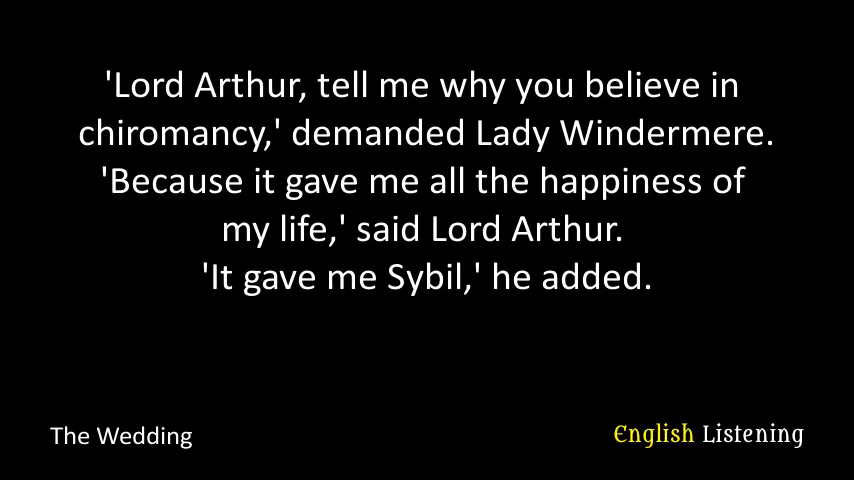 'Lord Arthur, tell me why you believe in
chiromancy,' demanded Lady Windermere.
'Because it gave me all the happiness of
my life,' said Lord Arthur.
'It gave me Sybil,' he added.
The Wedding
English Listening